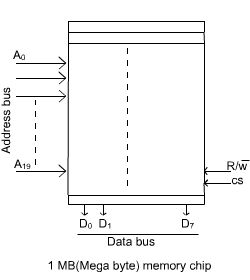 A0
Address bus
A19
R/w̅
cs
D0 D1 D7
Data bus
1 MB(Mega byte) memory chip